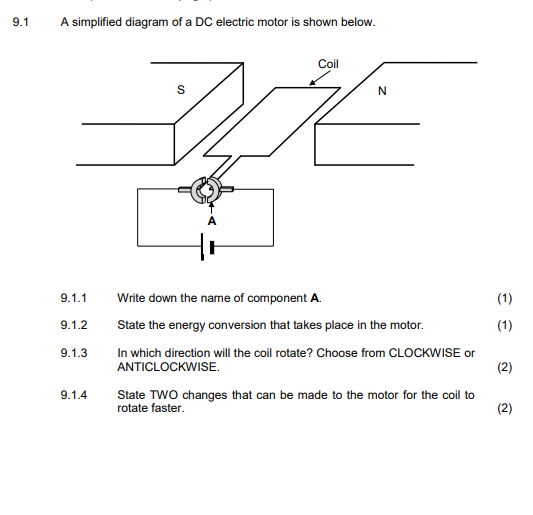 9.1 A simplified diagram of a DC electric motor is shown below.
Coil
S
N
A
9.1.1 Write down the name of component A. (1)
9.1.2 State the energy conversion that takes place in the motor. (1)
9.1.3 In which direction will the coil rotate? Choose from CLOCKWISE or
ANTICLOCKWISE. (2)
9.1.4 State TWO changes that can be made to the motor for the coil to
rotate faster. (2)